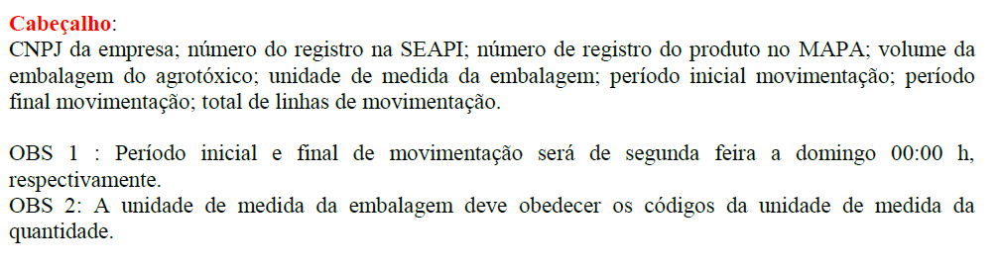 Cabeçalho:
CNPJ da empresa; número do registro na SEAPI; número de registro do produto no MAPA; volume da
embalagem do agrotóxico; unidade de medida da embalagem; período inicial movimentação; período
final movimentação; total de linhas de movimentação.
OBS 1 : Período inicial e final de movimentação será de segunda feira a domingo 00:00 h,
respectivamente.
OBS 2: A unidade de medida da embalagem deve obedecer os códigos da unidade de medida da
quantidade.